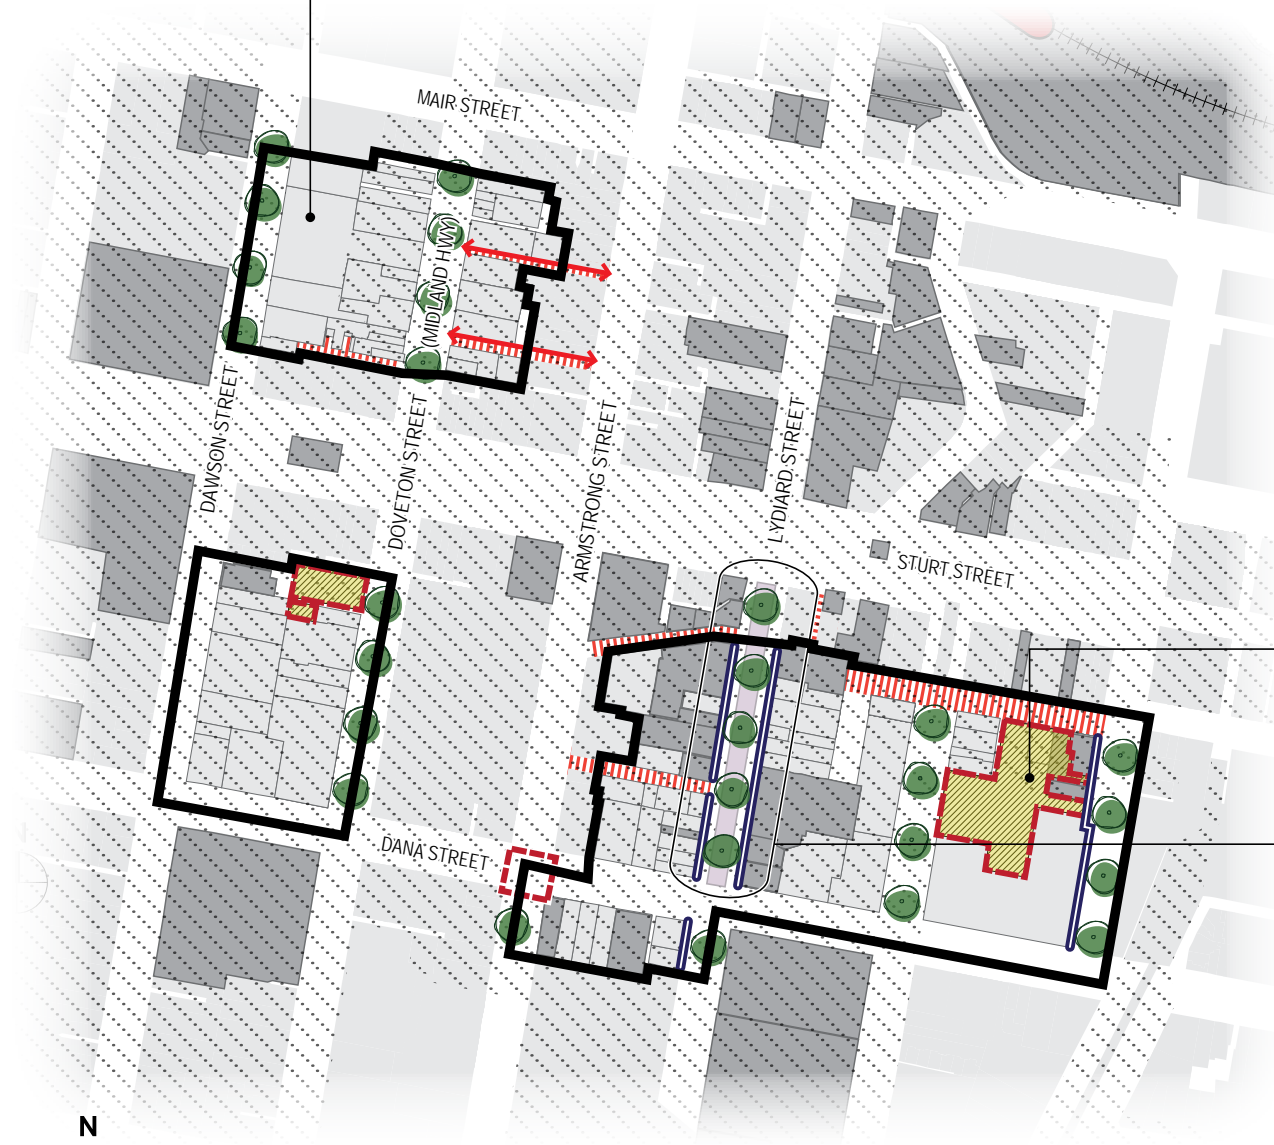 MAIR STREET
(MIDLAND HWY
DAWSON STREET
DOVETON STREET
ARMSTRONG STREET
LYDIARD STREET
STURT STREET
DANA STREET
N